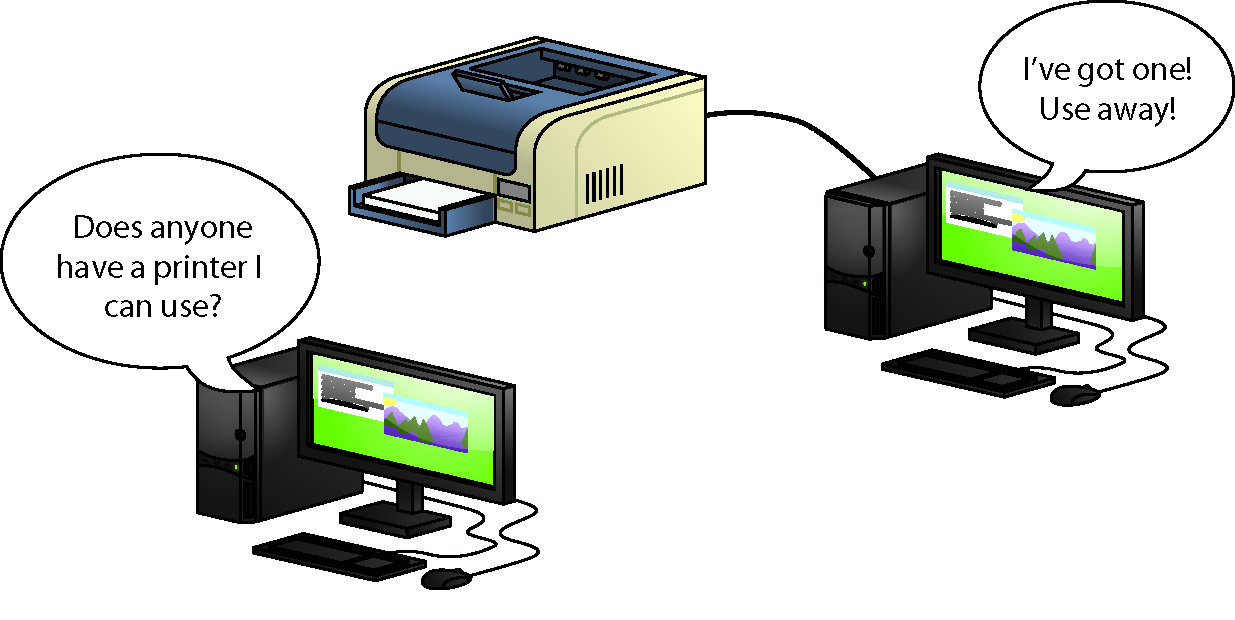 Does anyone
have a printer I
can use?
I’ve got one!
Use away!